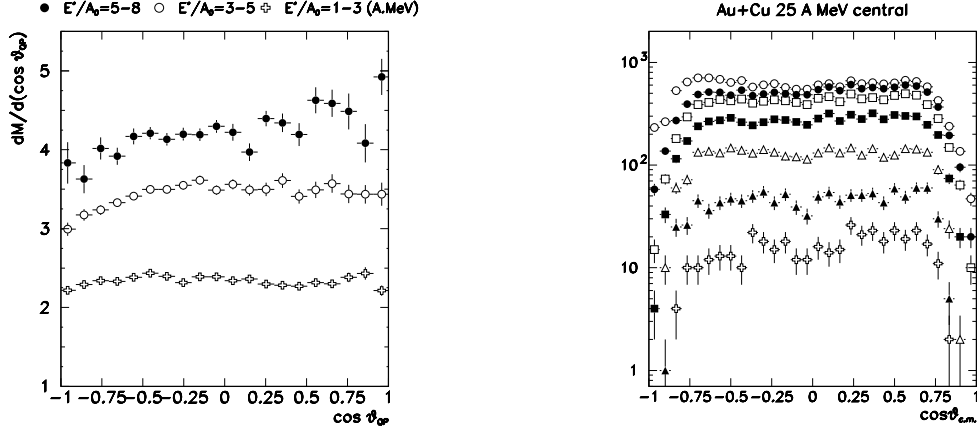 ● E*/A₀=5-8 ○ E*/A₀=3-5 ✚ E*/A₀=1-3 (A.MeV)
dM/d(cos ϑ_QP)
5
4
3
2
1
-1 -0.75 -0.5 -0.25 0 0.25 0.5 0.75 1
cos ϑ_QP
Au+Cu 25 A MeV central
10³
10²
10
1
-1 -0.75 -0.5 -0.25 0 0.25 0.5 0.75 1
cosϑ_c.m.